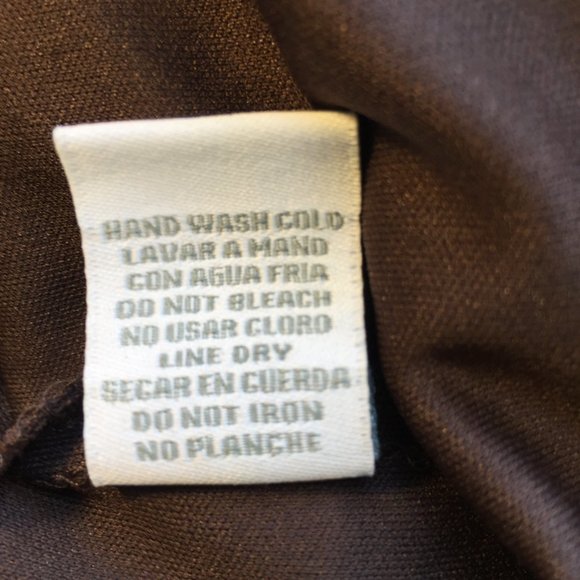 HAND WASH COLD
LAVAR A MANO
CON AGUA FRIA
DO NOT BLEACH
NO USAR CLORO
LINE DRY
SECAR EN CUERDA
DO NOT IRON
NO PLANCHE